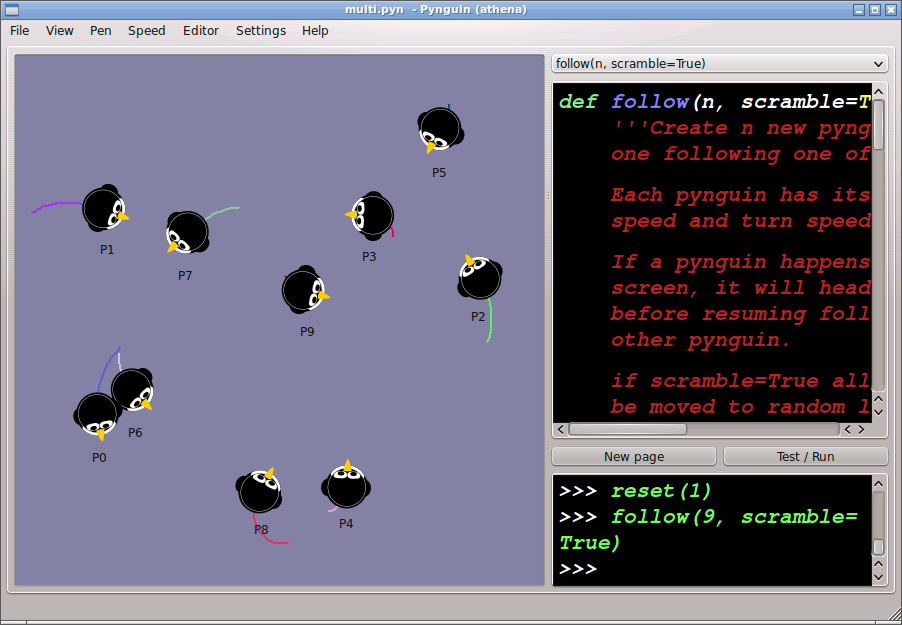 multi.pyn - Pynguin (athena)
File View Pen Speed Editor Settings Help
P5
P1
P7
P3
P2
P9
P6
P0
P8
P4
follow(n, scramble=True)
def follow(n, scramble=T
'''Create n new pyng
one following one of
Each pynguin has its
speed and turn speed
If a pynguin happens
screen, it will head
before resuming foll
other pynguin.
if scramble=True all
be moved to random l
New page Test / Run
>>> reset(1)
>>> follow(9, scramble=
True)
>>>